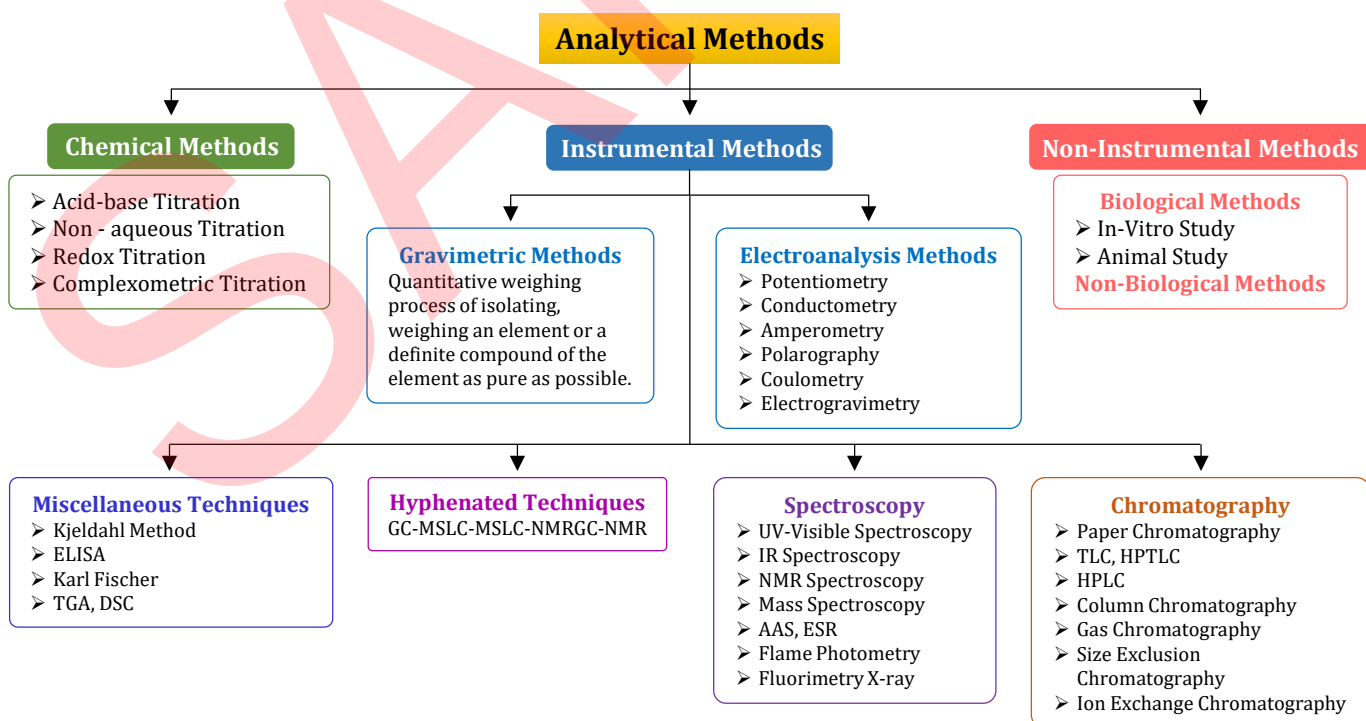 Analytical Methods
Chemical Methods
➢ Acid-base Titration
➢ Non - aqueous Titration
➢ Redox Titration
➢ Complexometric Titration
Instrumental Methods
Non-Instrumental Methods
Biological Methods
➢ In-Vitro Study
➢ Animal Study
Non-Biological Methods
Gravimetric Methods
Quantitative weighing
process of isolating,
weighing an element or a
definite compound of the
element as pure as possible.
Electroanalysis Methods
➢ Potentiometry
➢ Conductometry
➢ Amperometry
➢ Polarography
➢ Coulometry
➢ Electrogravimetry
Miscellaneous Techniques
➢ Kjeldahl Method
➢ ELISA
➢ Karl Fischer
➢ TGA, DSC
Hyphenated Techniques
GC-MSLC-MSLC-NMRGC-NMR
Spectroscopy
➢ UV-Visible Spectroscopy
➢ IR Spectroscopy
➢ NMR Spectroscopy
➢ Mass Spectroscopy
➢ AAS, ESR
➢ Flame Photometry
➢ Fluorimetry X-ray
Chromatography
➢ Paper Chromatography
➢ TLC, HPTLC
➢ HPLC
➢ Column Chromatography
➢ Gas Chromatography
➢ Size Exclusion
Chromatography
➢ Ion Exchange Chromatography